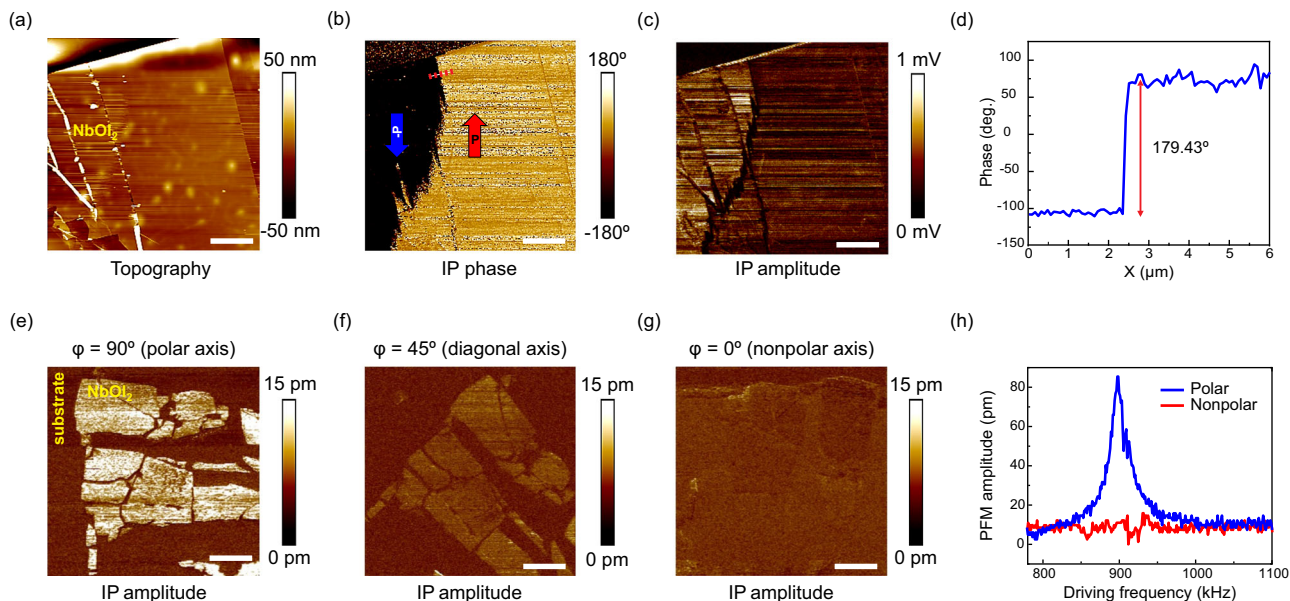 (a)
(b)
(c)
(d)
50 nm
-50 nm
NbOI₂
Topography
180º
-180º
-P
P
IP phase
1 mV
0 mV
IP amplitude
100
50
0
-50
-100
-150
Phase (deg.)
179.43º
0 1 2 3 4 5 6
X (µm)
(e)
(f)
(g)
(h)
φ = 90º (polar axis)
φ = 45º (diagonal axis)
φ = 0º (nonpolar axis)
substrate
NbOI₂
15 pm
0 pm
IP amplitude
15 pm
0 pm
IP amplitude
15 pm
0 pm
IP amplitude
80
60
40
20
0
PFM amplitude (pm)
Polar
Nonpolar
800 900 1000 1100
Driving frequency (kHz)